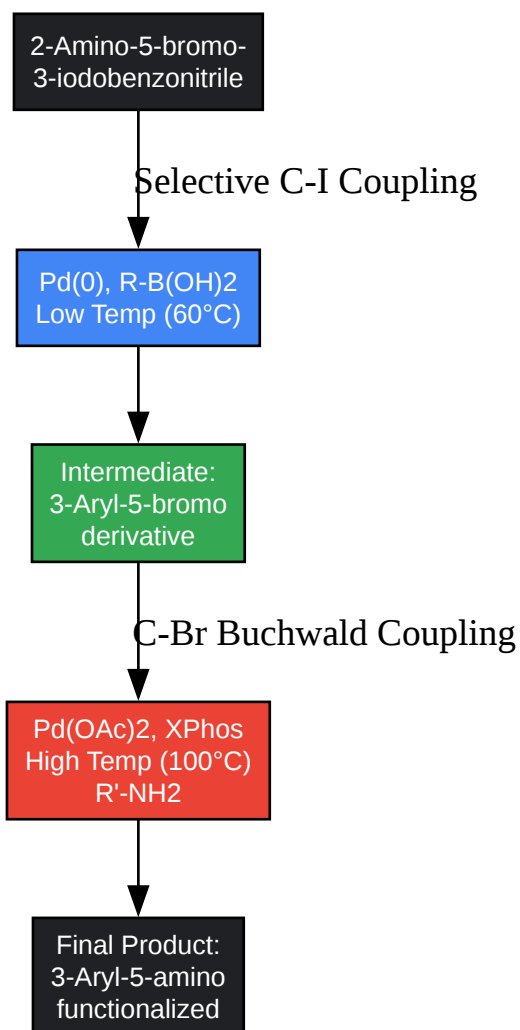 2-Amino-5-bromo-
3-iodobenzonitrile
Selective C-I Coupling
Pd(0), R-B(OH)2
Low Temp (60°C)
Intermediate:
3-Aryl-5-bromo
derivative
C-Br Buchwald Coupling
Pd(OAc)2, XPhos
High Temp (100°C)
R'-NH2
Final Product:
3-Aryl-5-amino
functionalized